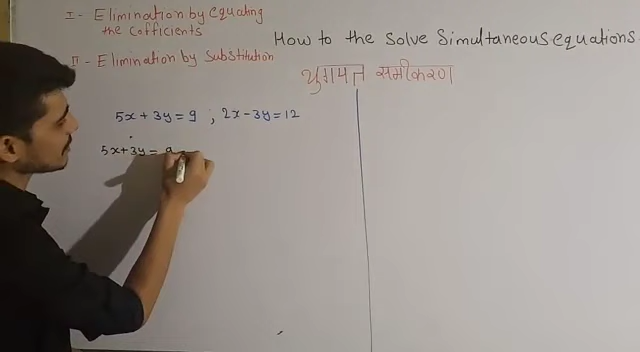 I - Elimination by equating
the Cofficients
II - Elimination by Substitution
How to the Solve Simultaneous equations
युगपत समीकरण
5x + 3y = 9 ; 2x - 3y = 12
5x + 3y = 9